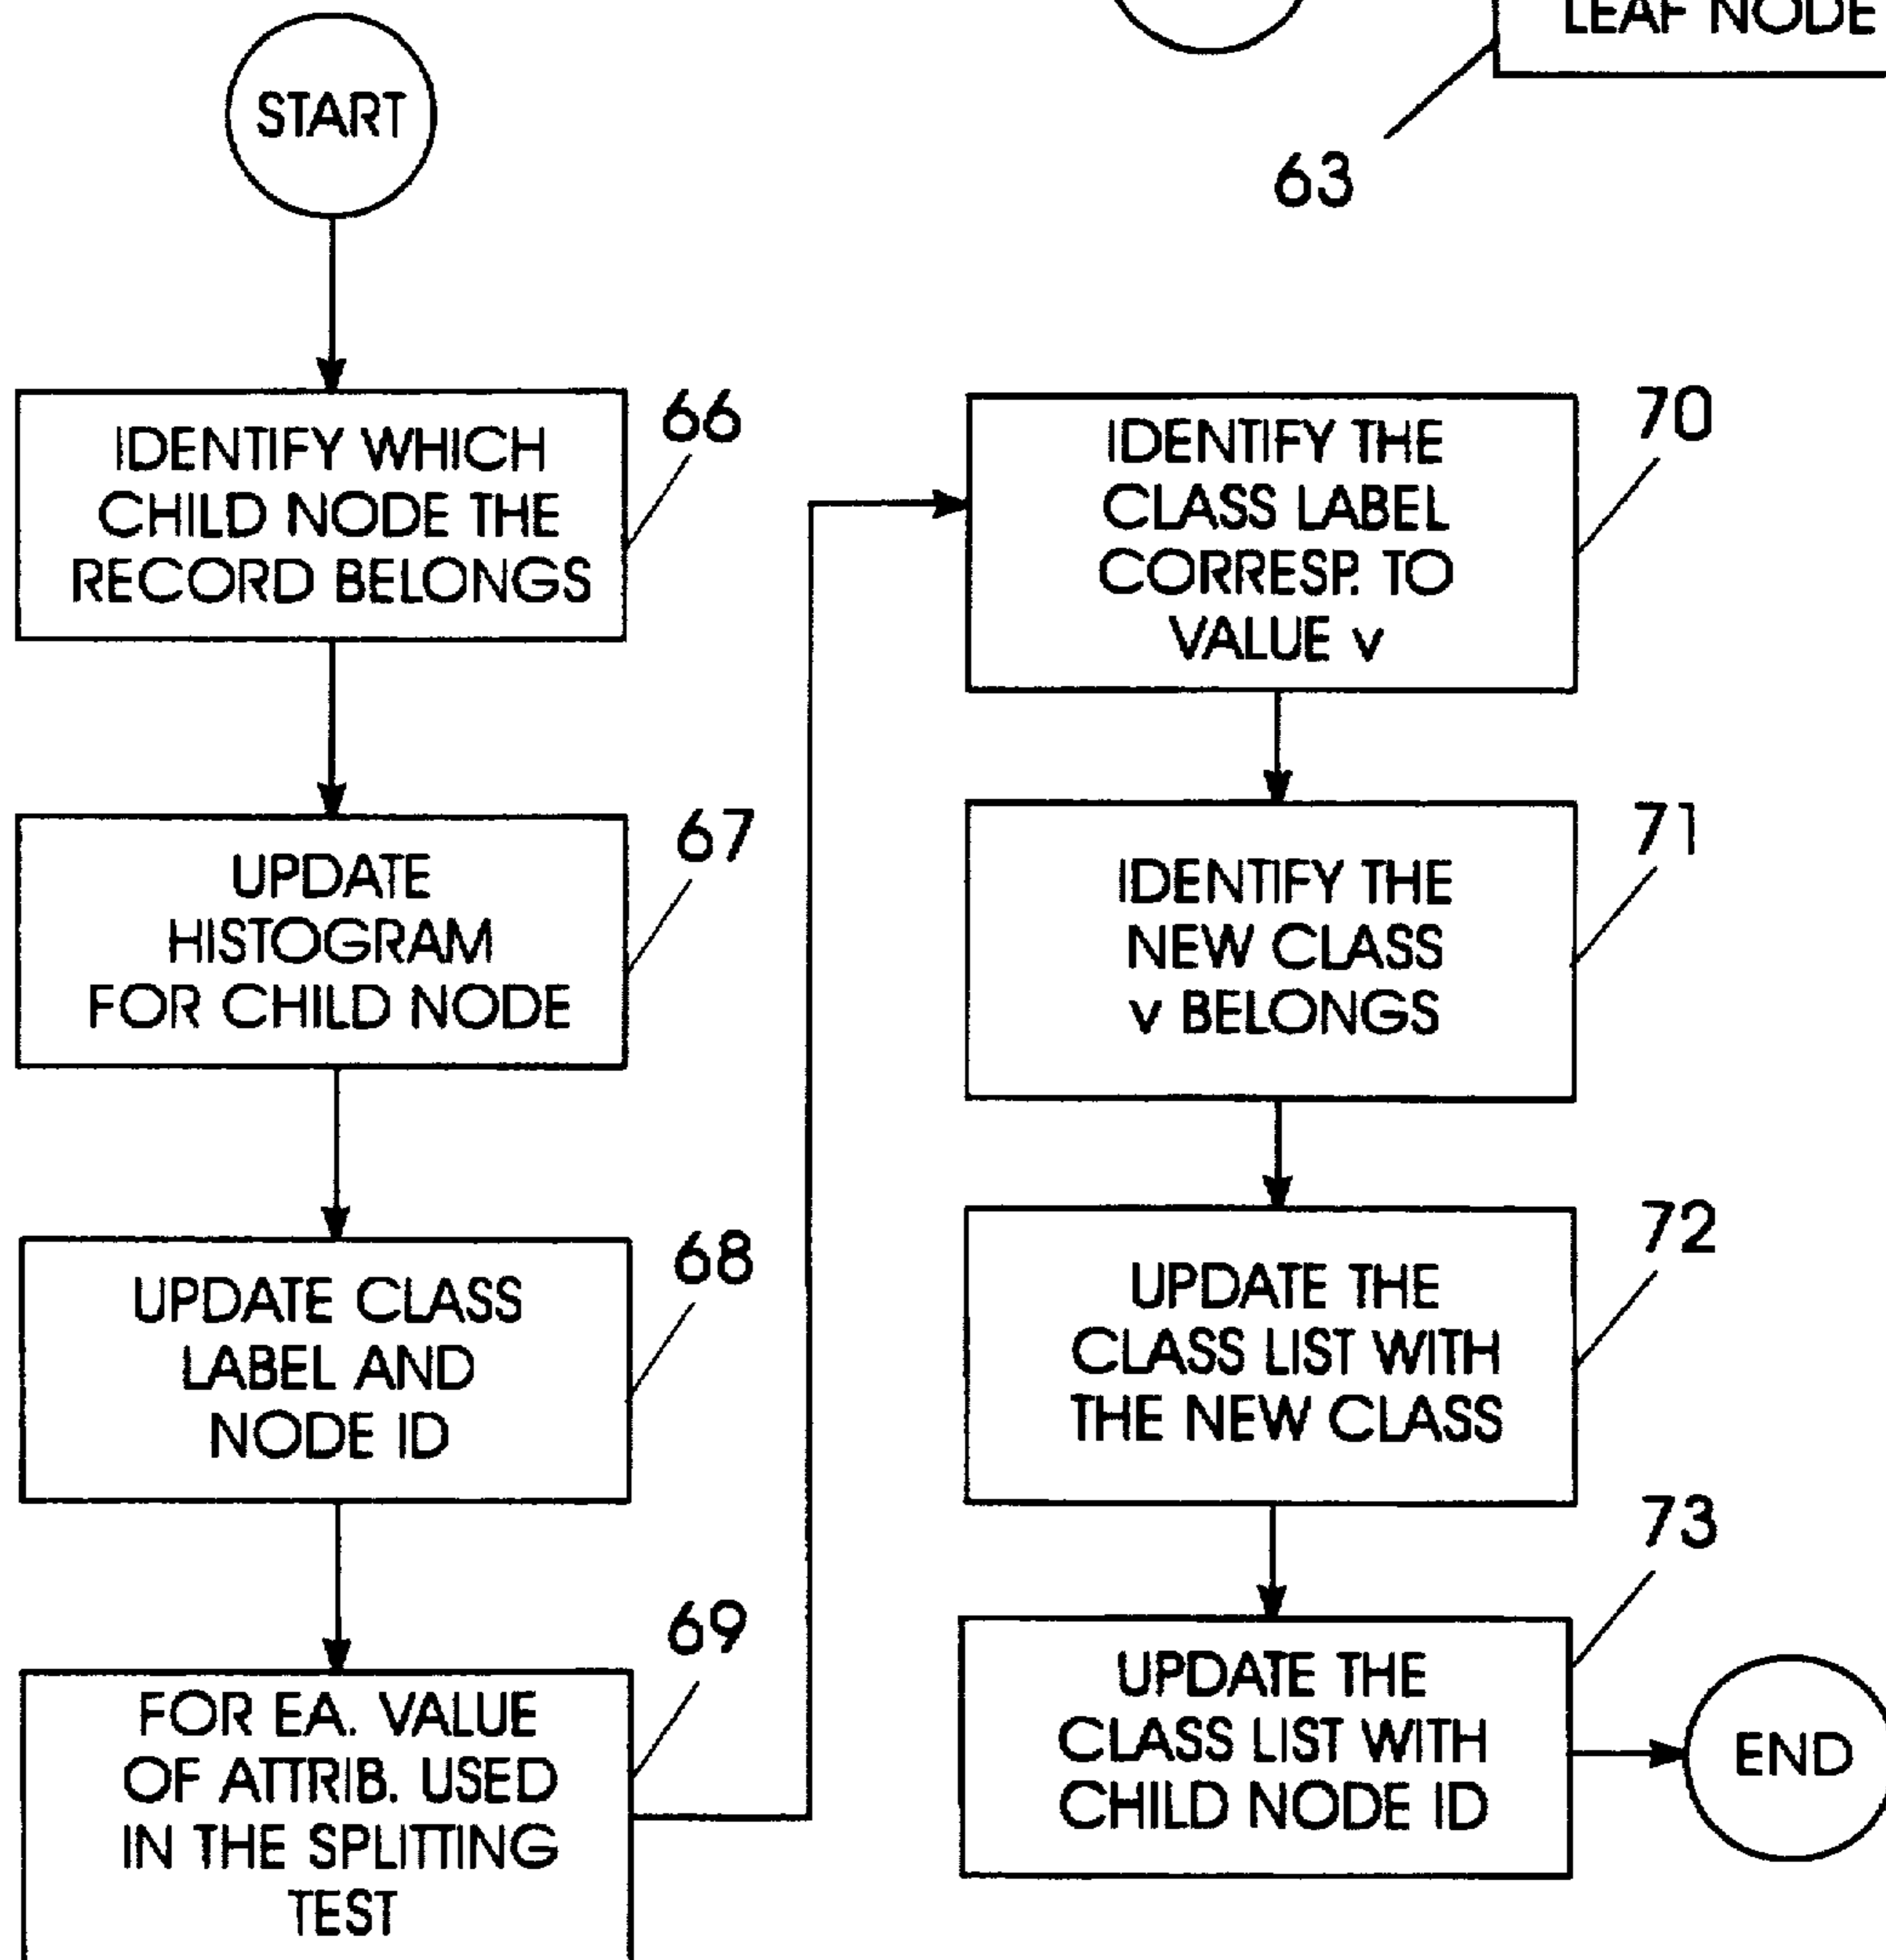 LEAF NODE
63
START
66
IDENTIFY WHICH
CHILD NODE THE
RECORD BELONGS
67
UPDATE
HISTOGRAM
FOR CHILD NODE
68
UPDATE CLASS
LABEL AND
NODE ID
69
FOR EA. VALUE
OF ATTRIB. USED
IN THE SPLITTING
TEST
70
IDENTIFY THE
CLASS LABEL
CORRESP. TO
VALUE v
71
IDENTIFY THE
NEW CLASS
v BELONGS
72
UPDATE THE
CLASS LIST WITH
THE NEW CLASS
73
UPDATE THE
CLASS LIST WITH
CHILD NODE ID
END